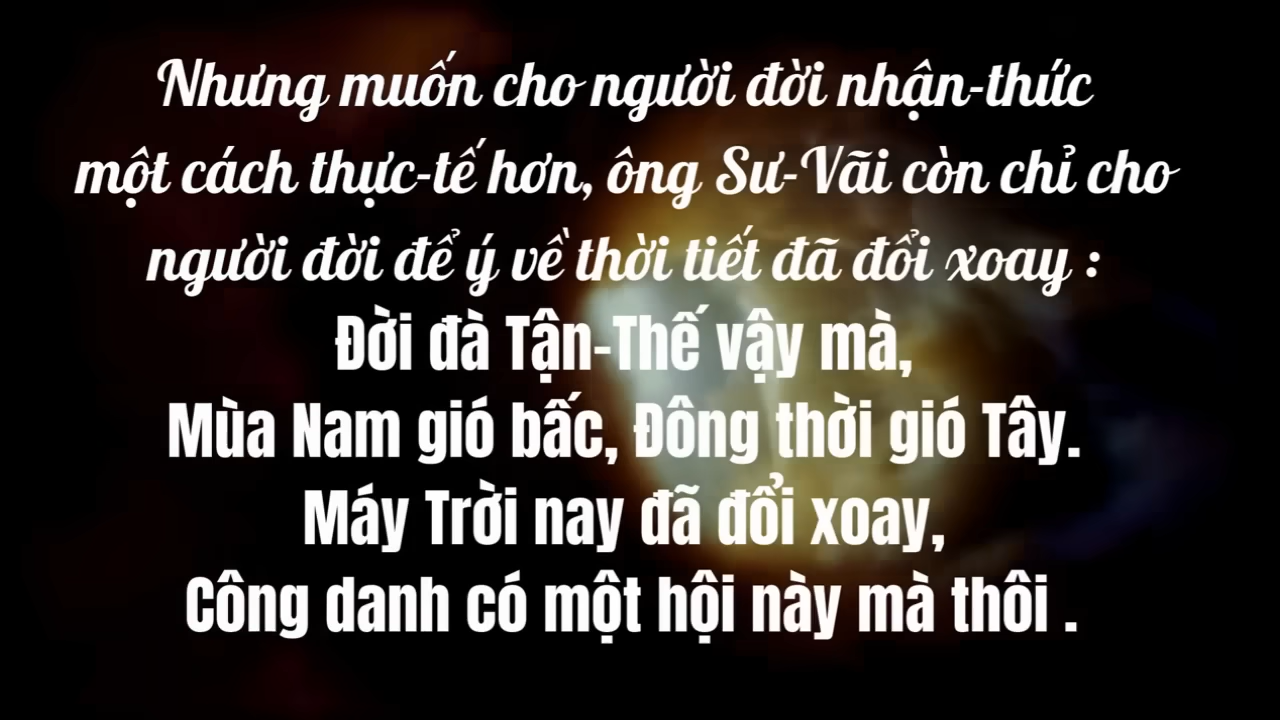 Nhưng muốn cho người đời nhận-thức
một cách thực-tế hơn, ông Sư-Vãi còn chỉ cho
người đời để ý về thời tiết đã đổi xoay :
Đời đà Tận-Thế vậy mà,
Mùa Nam gió bấc, Đông thời gió Tây.
Máy Trời nay đã đổi xoay,
Công danh có một hội này mà thôi .